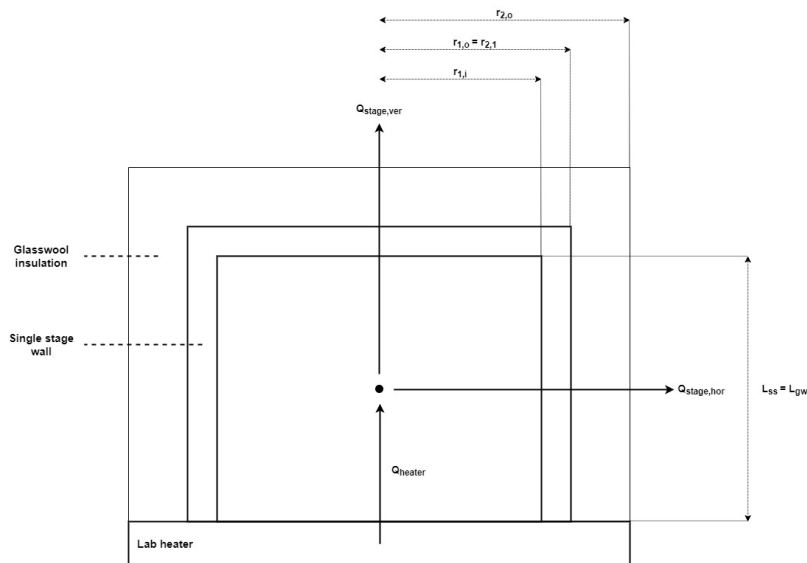 r2,o
r1,o = r2,1
r1,i
Qstage,ver
Glasswool
insulation
Single stage
wall
Qstage,hor
Lss = Lgw
Qheater
Lab heater